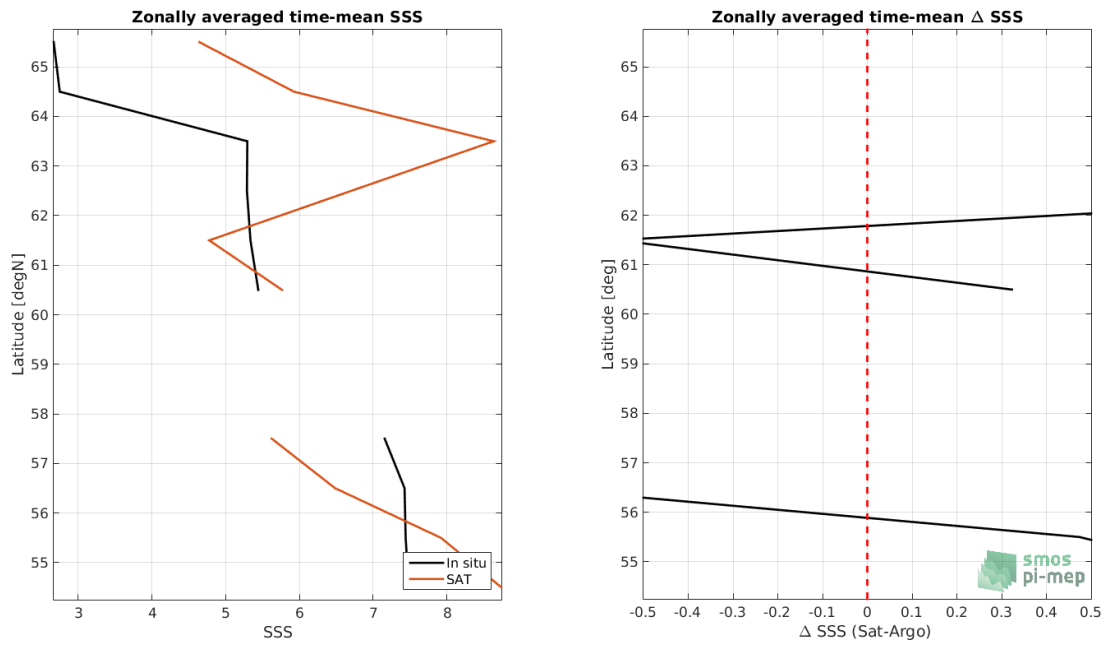 Zonally averaged time-mean SSS
65
64
63
62
61
60
59
58
57
56
55
Latitude [degN]
3 4 5 6 7 8
SSS
In situ
SAT
Zonally averaged time-mean Δ SSS
65
64
63
62
61
60
59
58
57
56
55
Latitude [deg]
-0.5 -0.4 -0.3 -0.2 -0.1 0 0.1 0.2 0.3 0.4 0.5
Δ SSS (Sat-Argo)
smos
pi-mep